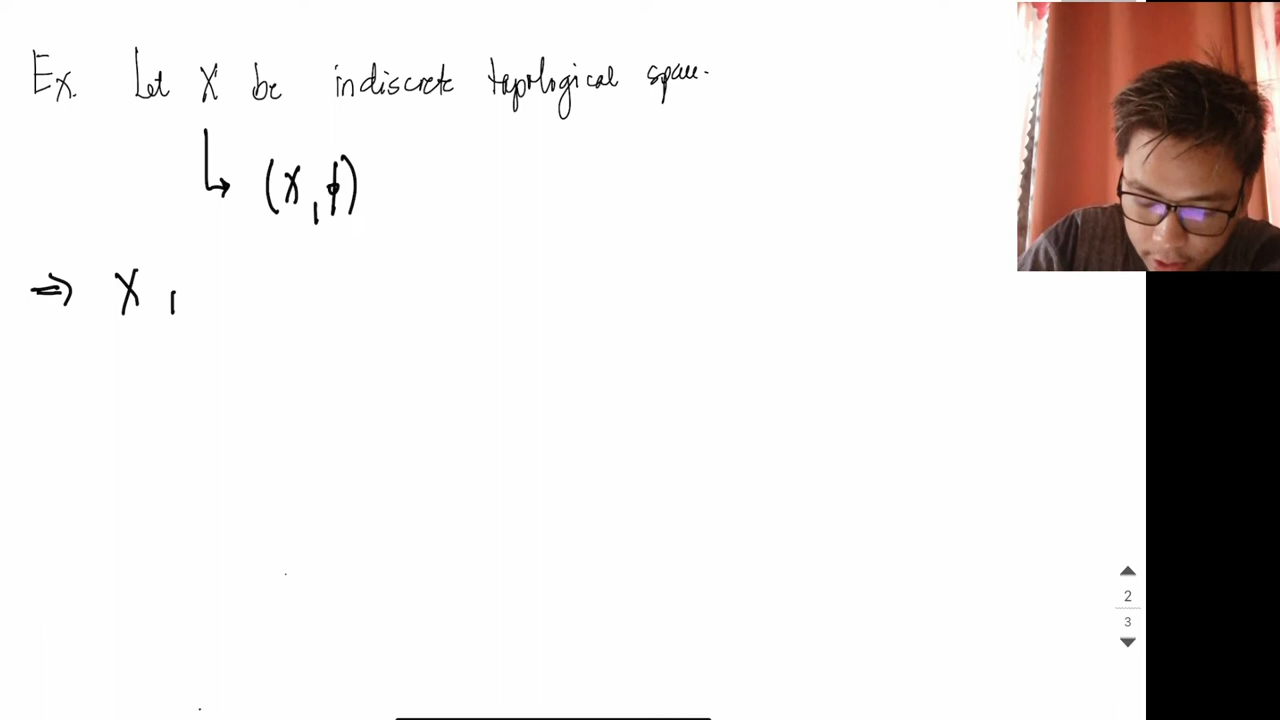 Ex. Let X be indiscrete topological space.
↳ (X, ϕ)
⇒ X ,
2
3